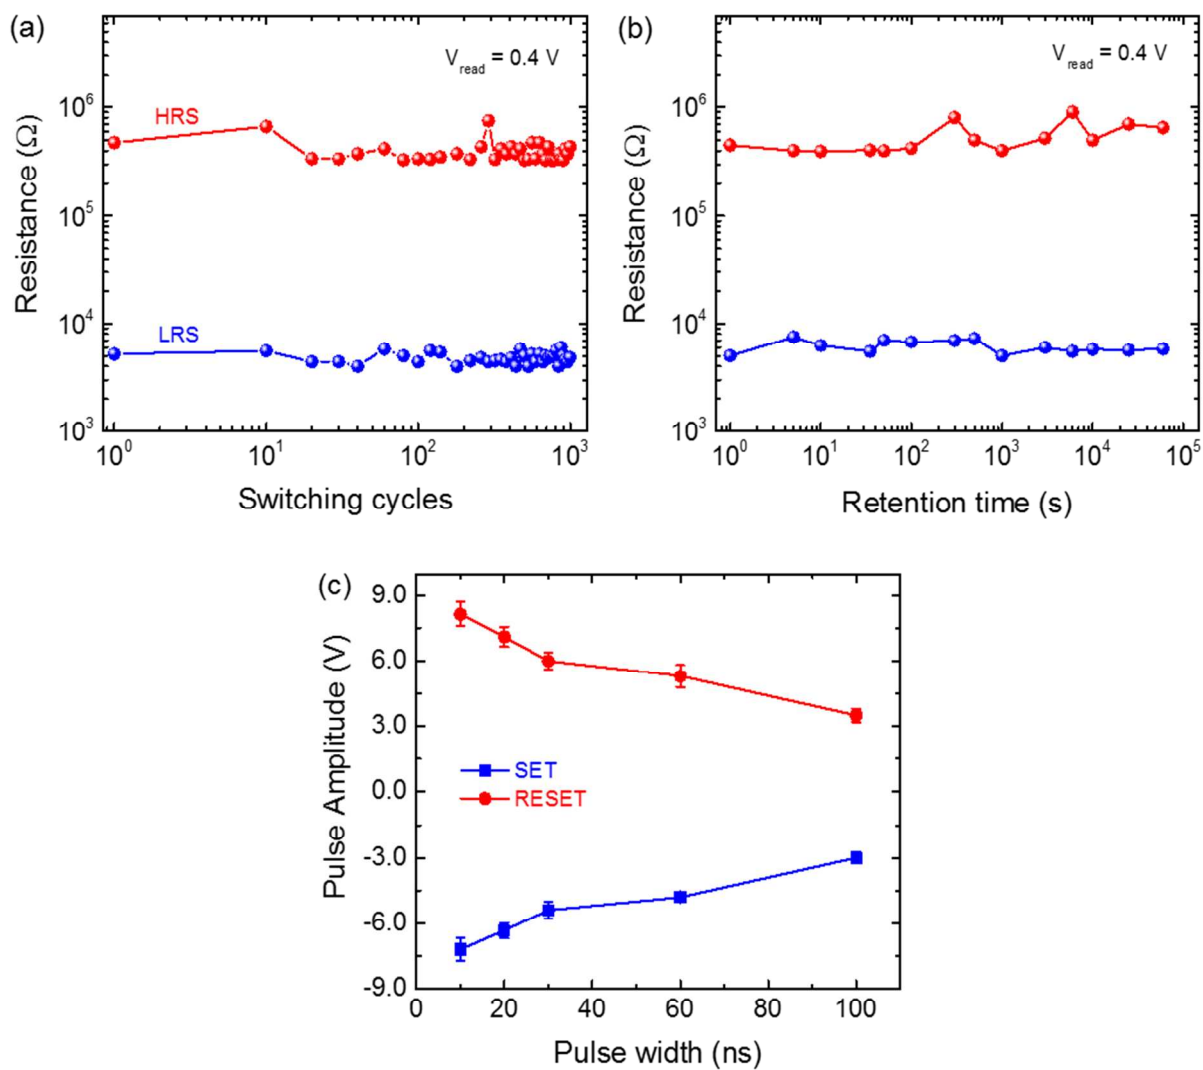 (a)
V_read = 0.4 V
HRS
LRS
10^6
10^5
10^4
10^3
Resistance (Ω)
10^0 10^1 10^2 10^3
Switching cycles
(b)
V_read = 0.4 V
10^6
10^5
10^4
10^3
Resistance (Ω)
10^0 10^1 10^2 10^3 10^4 10^5
Retention time (s)
(c)
9.0
6.0
3.0
0.0
-3.0
-6.0
-9.0
Pulse Amplitude (V)
SET
RESET
0 20 40 60 80 100
Pulse width (ns)